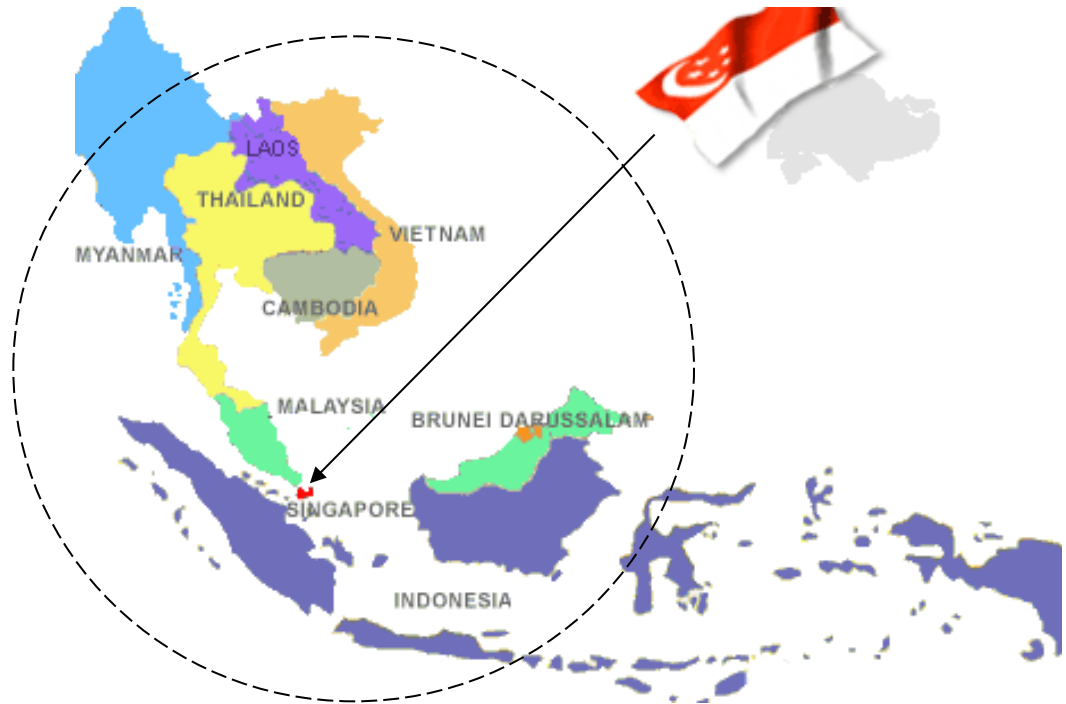 LAOS
THAILAND
VIETNAM
MYANMAR
CAMBODIA
MALAYSIA
BRUNEI DARUSSALAM
SINGAPORE
INDONESIA